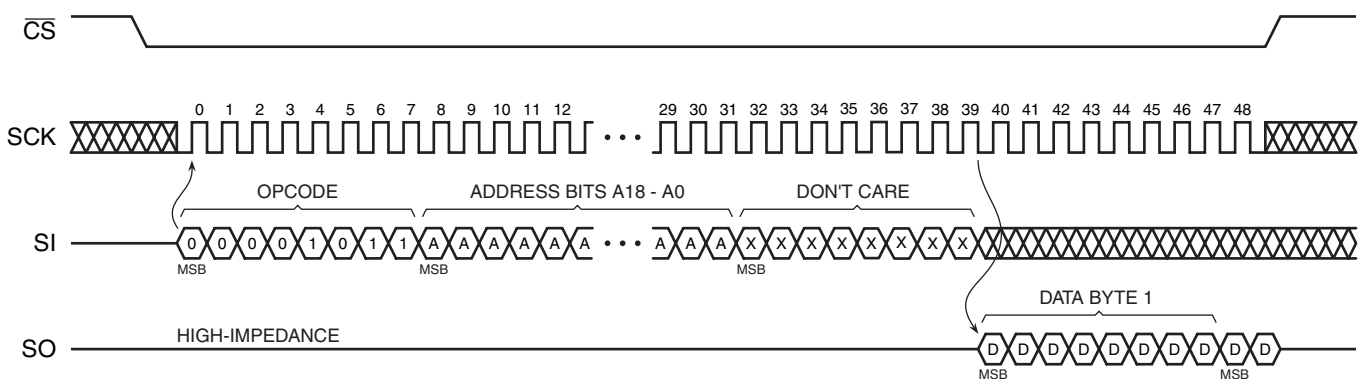 CS
0 1 2 3 4 5 6 7 8 9 10 11 12 29 30 31 32 33 34 35 36 37 38 39 40 41 42 43 44 45 46 47 48
SCK
OPCODE ADDRESS BITS A18 - A0 DON'T CARE
SI 0 0 0 0 1 0 1 1 A A A A A A A A A X X X X X X X X
MSB MSB MSB
DATA BYTE 1
HIGH-IMPEDANCE
SO D D D D D D D D D D
MSB MSB